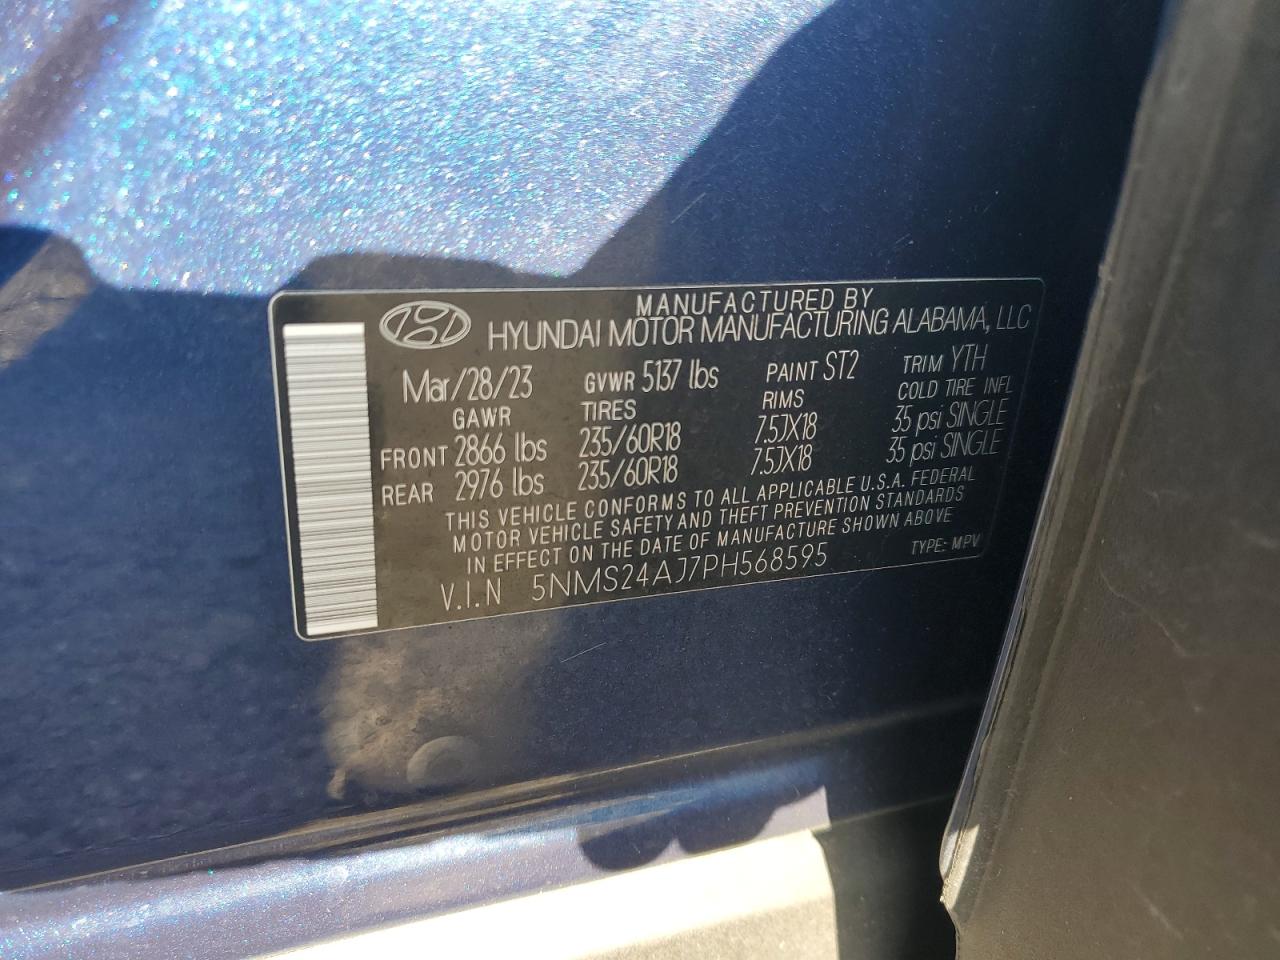 MANUFACTURED BY
HYUNDAI MOTOR MANUFACTURING ALABAMA, LLC
Mar/28/23 GVWR 5137 lbs PAINT ST2 TRIM YTH
GAWR TIRES RIMS COLD TIRE INFL
FRONT 2866 lbs 235/60R18 7.5JX18 35 psi SINGLE
REAR 2976 lbs 235/60R18 7.5JX18 35 psi SINGLE
THIS VEHICLE CONFORMS TO ALL APPLICABLE U.S.A. FEDERAL
MOTOR VEHICLE SAFETY AND THEFT PREVENTION STANDARDS
IN EFFECT ON THE DATE OF MANUFACTURE SHOWN ABOVE
V.I.N 5NMS24AJ7PH568595 TYPE: MPV